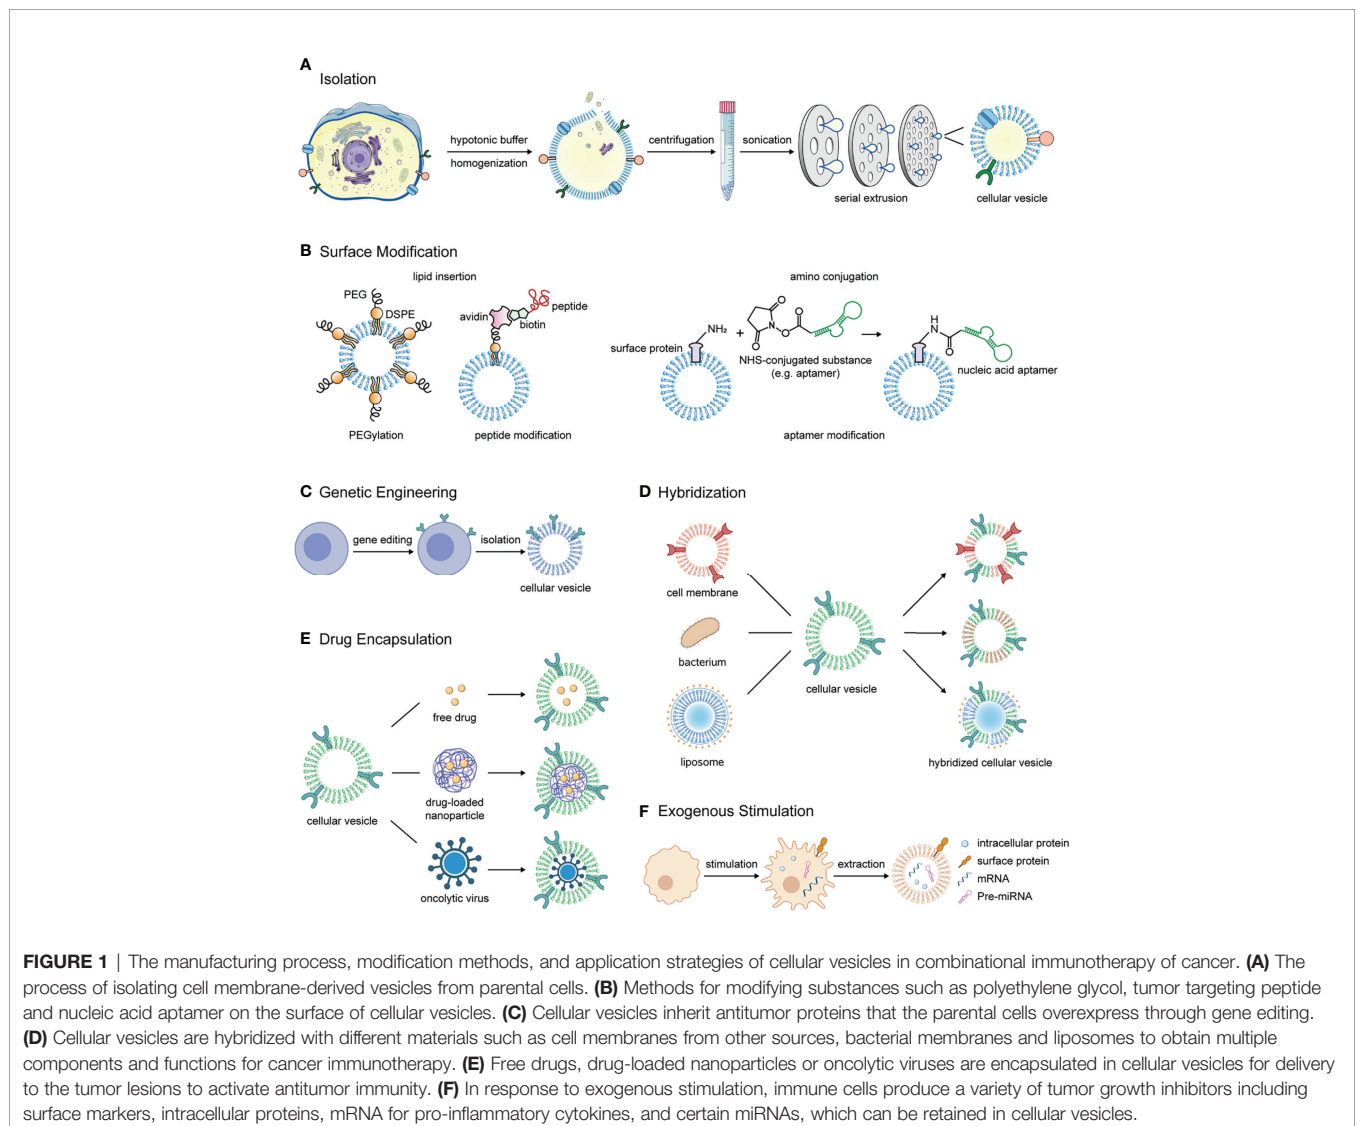 A
Isolation
hypotonic buffer
homogenization
centrifugation
sonication
serial extrusion
cellular vesicle
B Surface Modification
lipid insertion
amino conjugation
PEG
DSPE
avidin
biotin
peptide
PEGylation
peptide modification
surface protein
NH₂
+
O
O
N
O
O
NHS-conjugated substance
(e.g. aptamer)
H
N
O
nucleic acid aptamer
aptamer modification
C Genetic Engineering
gene editing
isolation
cellular vesicle
D Hybridization
cell membrane
bacterium
liposome
cellular vesicle
hybridized cellular vesicle
E Drug Encapsulation
cellular vesicle
free drug
drug-loaded
nanoparticle
oncolytic virus
F Exogenous Stimulation
stimulation
extraction
intracellular protein
surface protein
mRNA
Pre-miRNA
FIGURE 1 | The manufacturing process, modification methods, and application strategies of cellular vesicles in combinational immunotherapy of cancer. (A) The
process of isolating cell membrane-derived vesicles from parental cells. (B) Methods for modifying substances such as polyethylene glycol, tumor targeting peptide
and nucleic acid aptamer on the surface of cellular vesicles. (C) Cellular vesicles inherit antitumor proteins that the parental cells overexpress through gene editing.
(D) Cellular vesicles are hybridized with different materials such as cell membranes from other sources, bacterial membranes and liposomes to obtain multiple
components and functions for cancer immunotherapy. (E) Free drugs, drug-loaded nanoparticles or oncolytic viruses are encapsulated in cellular vesicles for delivery
to the tumor lesions to activate antitumor immunity. (F) In response to exogenous stimulation, immune cells produce a variety of tumor growth inhibitors including
surface markers, intracellular proteins, mRNA for pro-inflammatory cytokines, and certain miRNAs, which can be retained in cellular vesicles.